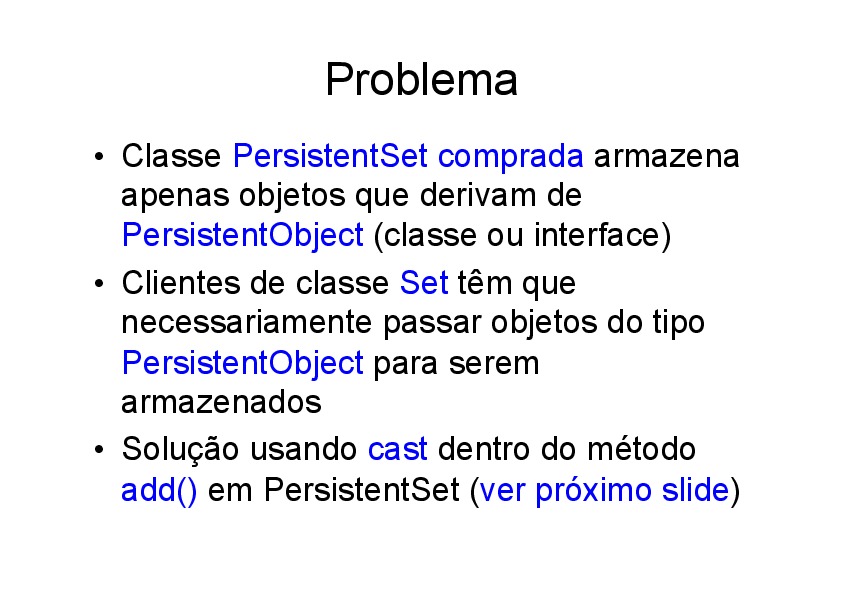 Problema
• Classe PersistentSet comprada armazena
apenas objetos que derivam de
PersistentObject (classe ou interface)
• Clientes de classe Set têm que
necessariamente passar objetos do tipo
PersistentObject para serem
armazenados
• Solução usando cast dentro do método
add() em PersistentSet (ver próximo slide)